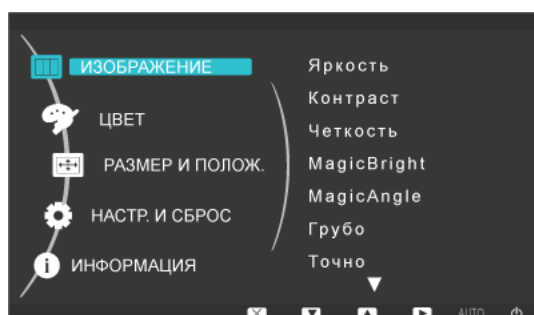 ИЗОБРАЖЕНИЕ
ЦВЕТ
РАЗМЕР И ПОЛОЖ.
НАСТР. И СБРОС
ИНФОРМАЦИЯ
Яркость
Контраст
Четкость
MagicBright
MagicAngle
Грубо
Точно
AUTO